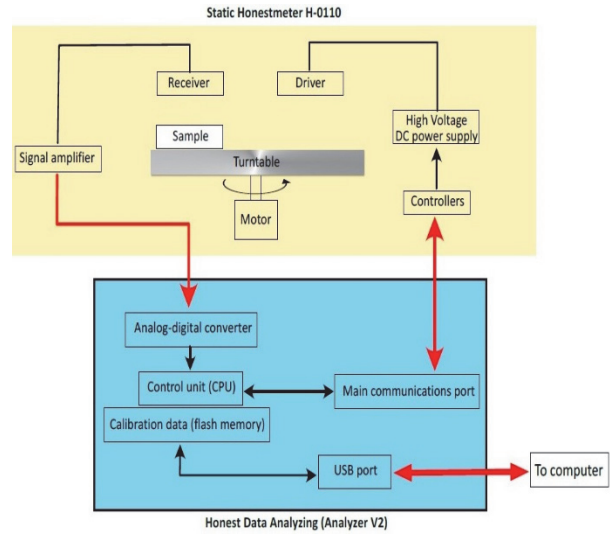 Static Honestmeter H-0110
Receiver
Driver
High Voltage
DC power supply
Sample
Signal amplifier
Turntable
Controllers
Motor
Analog-digital converter
Control unit (CPU)
Main communications port
Calibration data (flash memory)
USB port
To computer
Honest Data Analyzing (Analyzer V2)